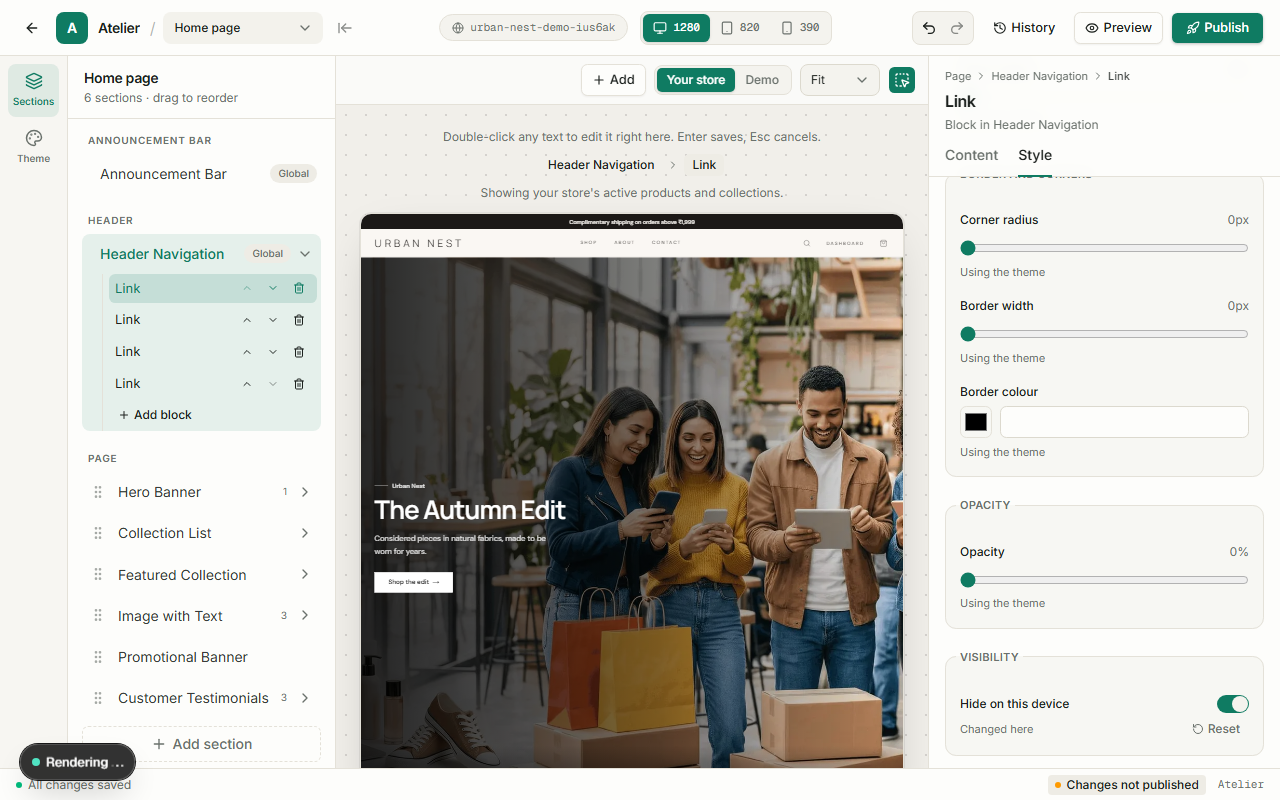 Atelier / Home page
urban-nest-demo-ius6ak
1280 820 390
History Preview Publish
Sections
Theme
Home page
6 sections · drag to reorder
ANNOUNCEMENT BAR
Announcement Bar Global
HEADER
Header Navigation Global
Link
Link
Link
Link
+ Add block
PAGE
Hero Banner 1
Collection List
Featured Collection
Image with Text 3
Promotional Banner
Customer Testimonials 3
+ Add section
Rendering ...
All changes saved
+ Add Your store Demo Fit
Double-click any text to edit it right here. Enter saves, Esc cancels.
Header Navigation > Link
Showing your store's active products and collections.
Complimentary shipping on orders above ₹1,999
URBAN NEST SHOP ABOUT CONTACT DASHBOARD
Urban Nest
The Autumn Edit
Considered pieces in natural fabrics, made to be
worn for years.
Shop the edit →
Page > Header Navigation > Link
Link
Block in Header Navigation
Content Style
Corner radius 0px
Using the theme
Border width 0px
Using the theme
Border colour
Using the theme
OPACITY
Opacity 0%
Using the theme
VISIBILITY
Hide on this device
Changed here Reset
Changes not published Atelier